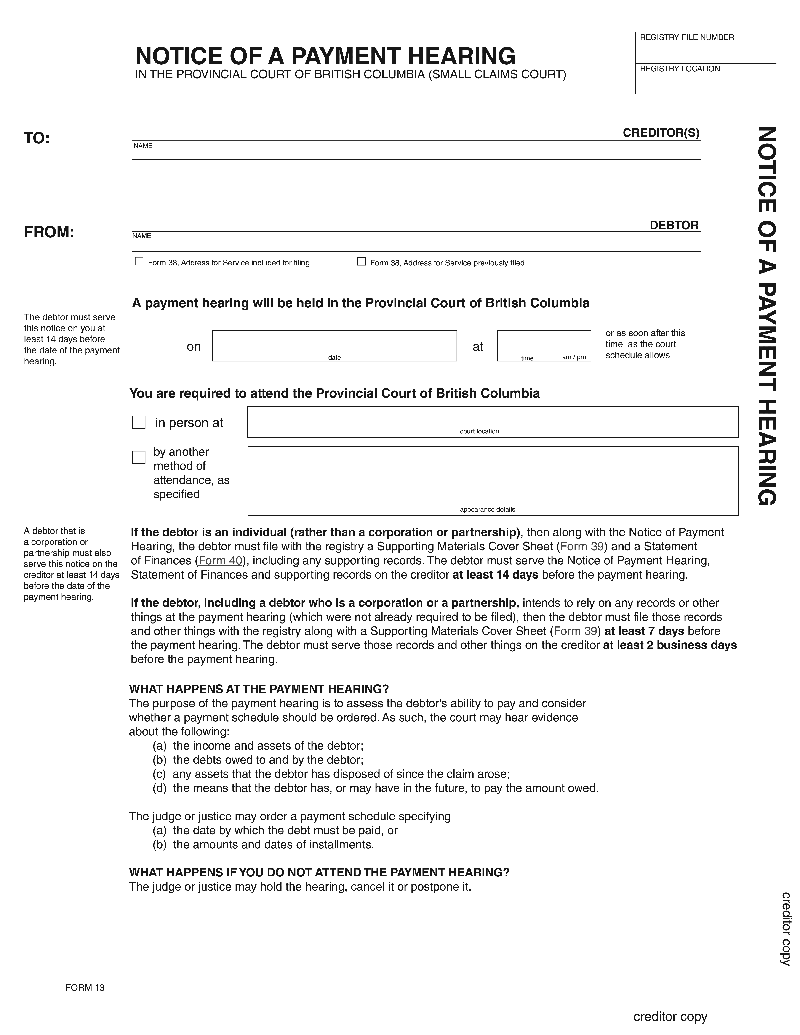 REGISTRY FILE NUMBER
REGISTRY LOCATION
NOTICE OF A PAYMENT HEARING
IN THE PROVINCIAL COURT OF BRITISH COLUMBIA (SMALL CLAIMS COURT)
TO:
CREDITOR(S)
NAME
FROM:
DEBTOR
NAME
Form 38, Address for Service included for filing
Form 38, Address for Service previously filed
A payment hearing will be held in the Provincial Court of British Columbia
The debtor must serve
this notice on you at
least 14 days before
the date of the payment
hearing.
on
date
at
time am / pm
or as soon after this
time, as the court
schedule allows
You are required to attend the Provincial Court of British Columbia
in person at
court location
by another
method of
attendance, as
specified
appearance details
A debtor that is
a corporation or
partnership must also
serve this notice on the
creditor at least 14 days
before the date of the
payment hearing.
If the debtor is an individual (rather than a corporation or partnership), then along with the Notice of Payment
Hearing, the debtor must file with the registry a Supporting Materials Cover Sheet (Form 39) and a Statement
of Finances (Form 40), including any supporting records. The debtor must serve the Notice of Payment Hearing,
Statement of Finances and supporting records on the creditor at least 14 days before the payment hearing.
If the debtor, including a debtor who is a corporation or a partnership, intends to rely on any records or other
things at the payment hearing (which were not already required to be filed), then the debtor must file those records
and other things with the registry along with a Supporting Materials Cover Sheet (Form 39) at least 7 days before
the payment hearing. The debtor must serve those records and other things on the creditor at least 2 business days
before the payment hearing.
WHAT HAPPENS AT THE PAYMENT HEARING?
The purpose of the payment hearing is to assess the debtor's ability to pay and consider
whether a payment schedule should be ordered. As such, the court may hear evidence
about the following:
(a) the income and assets of the debtor;
(b) the debts owed to and by the debtor;
(c) any assets that the debtor has disposed of since the claim arose;
(d) the means that the debtor has, or may have in the future, to pay the amount owed.
The judge or justice may order a payment schedule specifying
(a) the date by which the debt must be paid, or
(b) the amounts and dates of installments.
WHAT HAPPENS IF YOU DO NOT ATTEND THE PAYMENT HEARING?
The judge or justice may hold the hearing, cancel it or postpone it.
NOTICE OF A PAYMENT HEARING
creditor copy
FORM 13
creditor copy